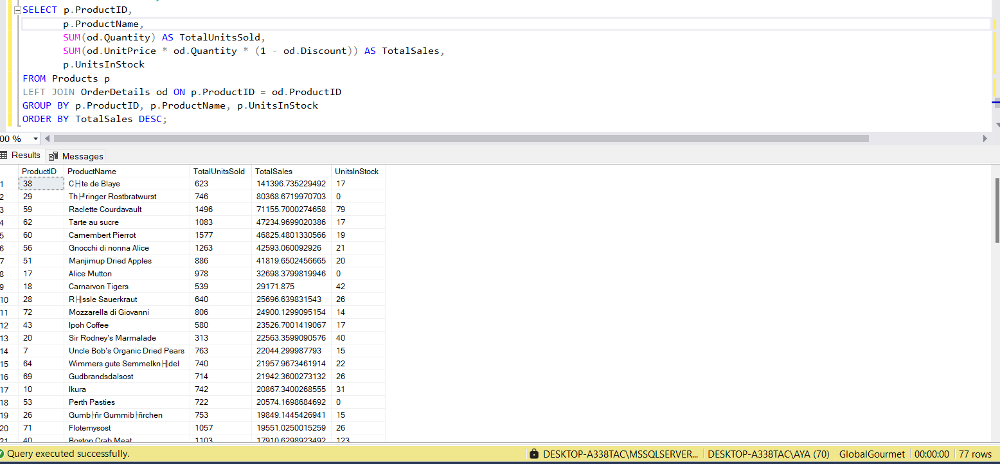 SELECT p.ProductID,
p.ProductName,
SUM(od.Quantity) AS TotalUnitsSold,
SUM(od.UnitPrice * od.Quantity * (1 - od.Discount)) AS TotalSales,
p.UnitsInStock
FROM Products p
LEFT JOIN OrderDetails od ON p.ProductID = od.ProductID
GROUP BY p.ProductID, p.ProductName, p.UnitsInStock
ORDER BY TotalSales DESC;
00 %
Results Messages
ProductID ProductName TotalUnitsSold TotalSales UnitsInStock
1 38 C├┤te de Blaye 623 141396.735229492 17
2 29 Th├╝ringer Rostbratwurst 746 80368.6719970703 0
3 59 Raclette Courdavault 1496 71155.7000274658 79
4 62 Tarte au sucre 1083 47234.9699020386 17
5 60 Camembert Pierrot 1577 46825.4801330566 19
6 56 Gnocchi di nonna Alice 1263 42593.060092926 21
7 51 Manjimup Dried Apples 886 41819.6502456665 20
8 17 Alice Mutton 978 32698.3799819946 0
9 18 Carnarvon Tigers 539 29171.875 42
10 28 R├╢ssle Sauerkraut 640 25696.639831543 26
11 72 Mozzarella di Giovanni 806 24900.1299095154 14
12 43 Ipoh Coffee 580 23526.7001419067 17
13 20 Sir Rodney's Marmalade 313 22563.3599090576 40
14 7 Uncle Bob's Organic Dried Pears 763 22044.299987793 15
15 64 Wimmers gute Semmelkn├╢del 740 21957.9673461914 22
16 69 Gudbrandsdalsost 714 21942.3600273132 26
17 10 Ikura 742 20867.3400268555 31
18 53 Perth Pasties 722 20574.1698684692 0
19 26 Gumb├ñr Gummib├ñrchen 753 19849.1445426941 15
20 71 Flotemysost 1057 19551.0250015259 26
21 40 Boston Crab Meat 1103 17910.6298923492 123
Query executed successfully. DESKTOP-A338TAC\MSSQLSERVER... DESKTOP-A338TAC\AYA (70) GlobalGourmet 00:00:00 77 rows